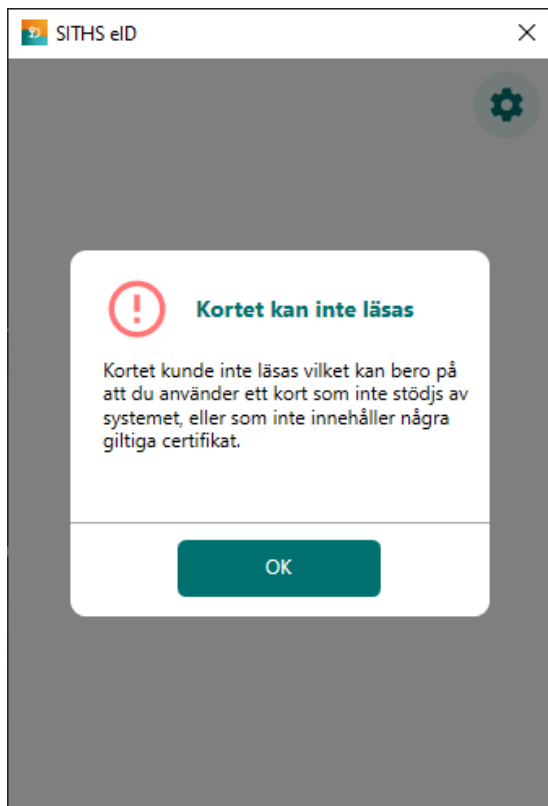 SITHS eID
Kortet kan inte läsas
Kortet kunde inte läsas vilket kan bero på
att du använder ett kort som inte stödjs av
systemet, eller som inte innehåller några
giltiga certifikat.
OK